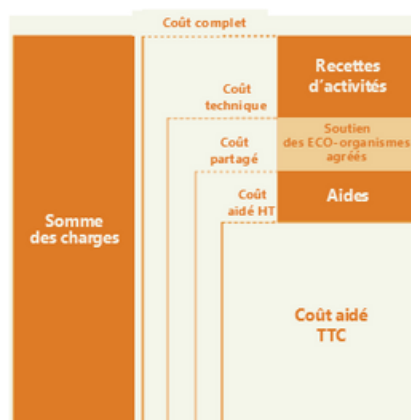 Coût complet
Recettes
d'activités
Coût
technique
Soutien
des ECO-organismes
agréés
Coût
partagé
Coût
aidé HT
Aides
Somme
des charges
Coût aidé
TTC